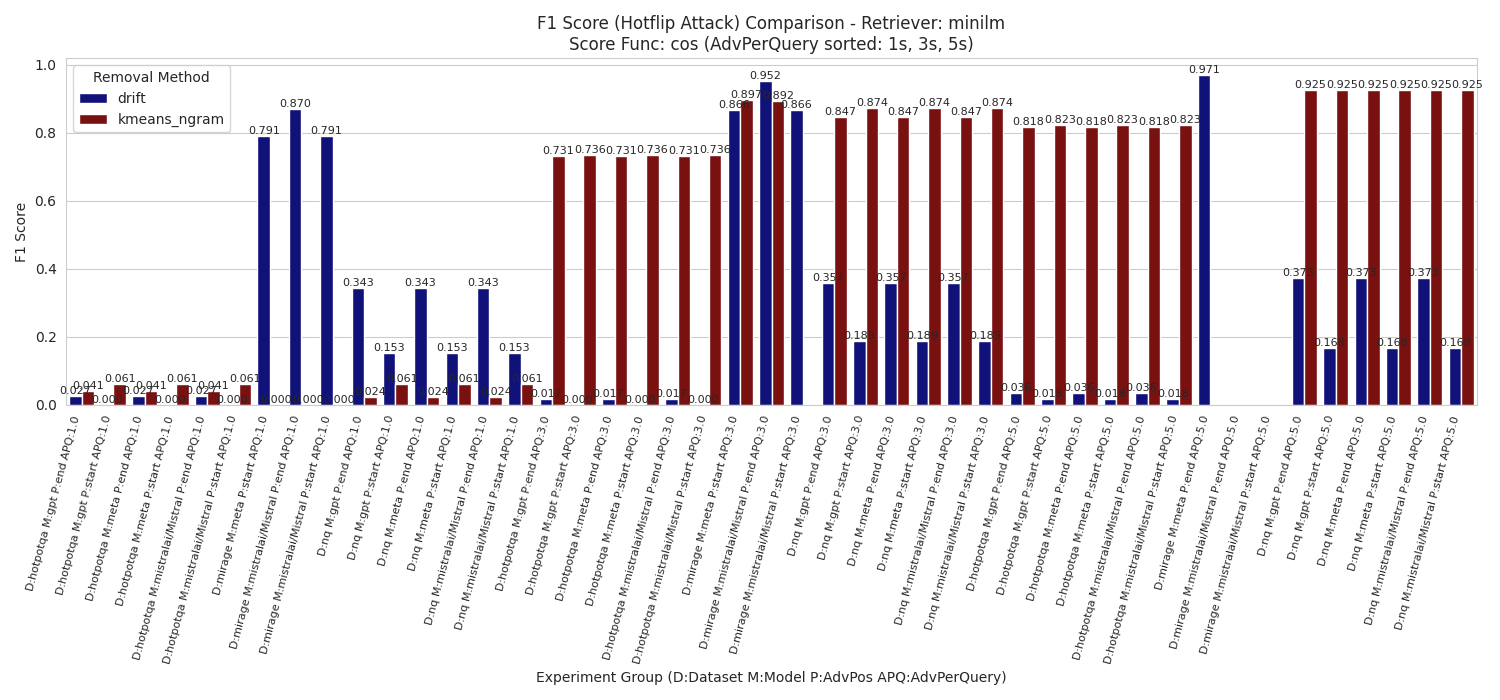 F1 Score (Hotflip Attack) Comparison - Retriever: minilm
Score Func: cos (AdvPerQuery sorted: 1s, 3s, 5s)
Removal Method
drift
kmeans_ngram
F1 Score
1.0
0.8
0.6
0.4
0.2
0.0
0.041
0.061
0.041
0.061
0.041
0.061
0.791
0.870
0.791
0.343
0.024
0.153
0.061
0.343
0.024
0.153
0.061
0.343
0.024
0.153
0.061
0.731
0.736
0.731
0.736
0.731
0.736
0.897
0.952
0.892
0.866
0.847
0.874
0.847
0.874
0.847
0.874
0.818
0.823
0.818
0.823
0.818
0.823
0.971
0.925
0.925
0.925
0.925
0.925
0.925
D:hotpotqa M:gpt P:end APQ:1.0
D:hotpotqa M:gpt P:start APQ:1.0
D:hotpotqa M:meta P:end APQ:1.0
D:hotpotqa M:meta P:start APQ:1.0
D:hotpotqa M:mistralai/Mistral P:end APQ:1.0
D:hotpotqa M:mistralai/Mistral P:start APQ:1.0
D:mirage M:meta P:start APQ:1.0
D:mirage M:mistralai/Mistral P:end APQ:1.0
D:mirage M:mistralai/Mistral P:start APQ:1.0
D:nq M:gpt P:end APQ:1.0
D:nq M:gpt P:start APQ:1.0
D:nq M:meta P:end APQ:1.0
D:nq M:meta P:start APQ:1.0
D:nq M:mistralai/Mistral P:end APQ:1.0
D:nq M:mistralai/Mistral P:start APQ:1.0
D:hotpotqa M:gpt P:end APQ:3.0
D:hotpotqa M:gpt P:start APQ:3.0
D:hotpotqa M:meta P:end APQ:3.0
D:hotpotqa M:meta P:start APQ:3.0
D:hotpotqa M:mistralai/Mistral P:end APQ:3.0
D:hotpotqa M:mistralai/Mistral P:start APQ:3.0
D:mirage M:meta P:start APQ:3.0
D:mirage M:mistralai/Mistral P:end APQ:3.0
D:mirage M:mistralai/Mistral P:start APQ:3.0
D:nq M:gpt P:end APQ:3.0
D:nq M:gpt P:start APQ:3.0
D:nq M:meta P:end APQ:3.0
D:nq M:meta P:start APQ:3.0
D:nq M:mistralai/Mistral P:end APQ:3.0
D:nq M:mistralai/Mistral P:start APQ:3.0
D:hotpotqa M:gpt P:end APQ:5.0
D:hotpotqa M:gpt P:start APQ:5.0
D:hotpotqa M:meta P:end APQ:5.0
D:hotpotqa M:meta P:start APQ:5.0
D:hotpotqa M:mistralai/Mistral P:end APQ:5.0
D:hotpotqa M:mistralai/Mistral P:start APQ:5.0
D:mirage M:meta P:end APQ:5.0
D:mirage M:mistralai/Mistral P:end APQ:5.0
D:mirage M:mistralai/Mistral P:start APQ:5.0
D:nq M:gpt P:end APQ:5.0
D:nq M:gpt P:start APQ:5.0
D:nq M:meta P:end APQ:5.0
D:nq M:meta P:start APQ:5.0
D:nq M:mistralai/Mistral P:end APQ:5.0
D:nq M:mistralai/Mistral P:start APQ:5.0
Experiment Group (D:Dataset M:Model P:AdvPos APQ:AdvPerQuery)